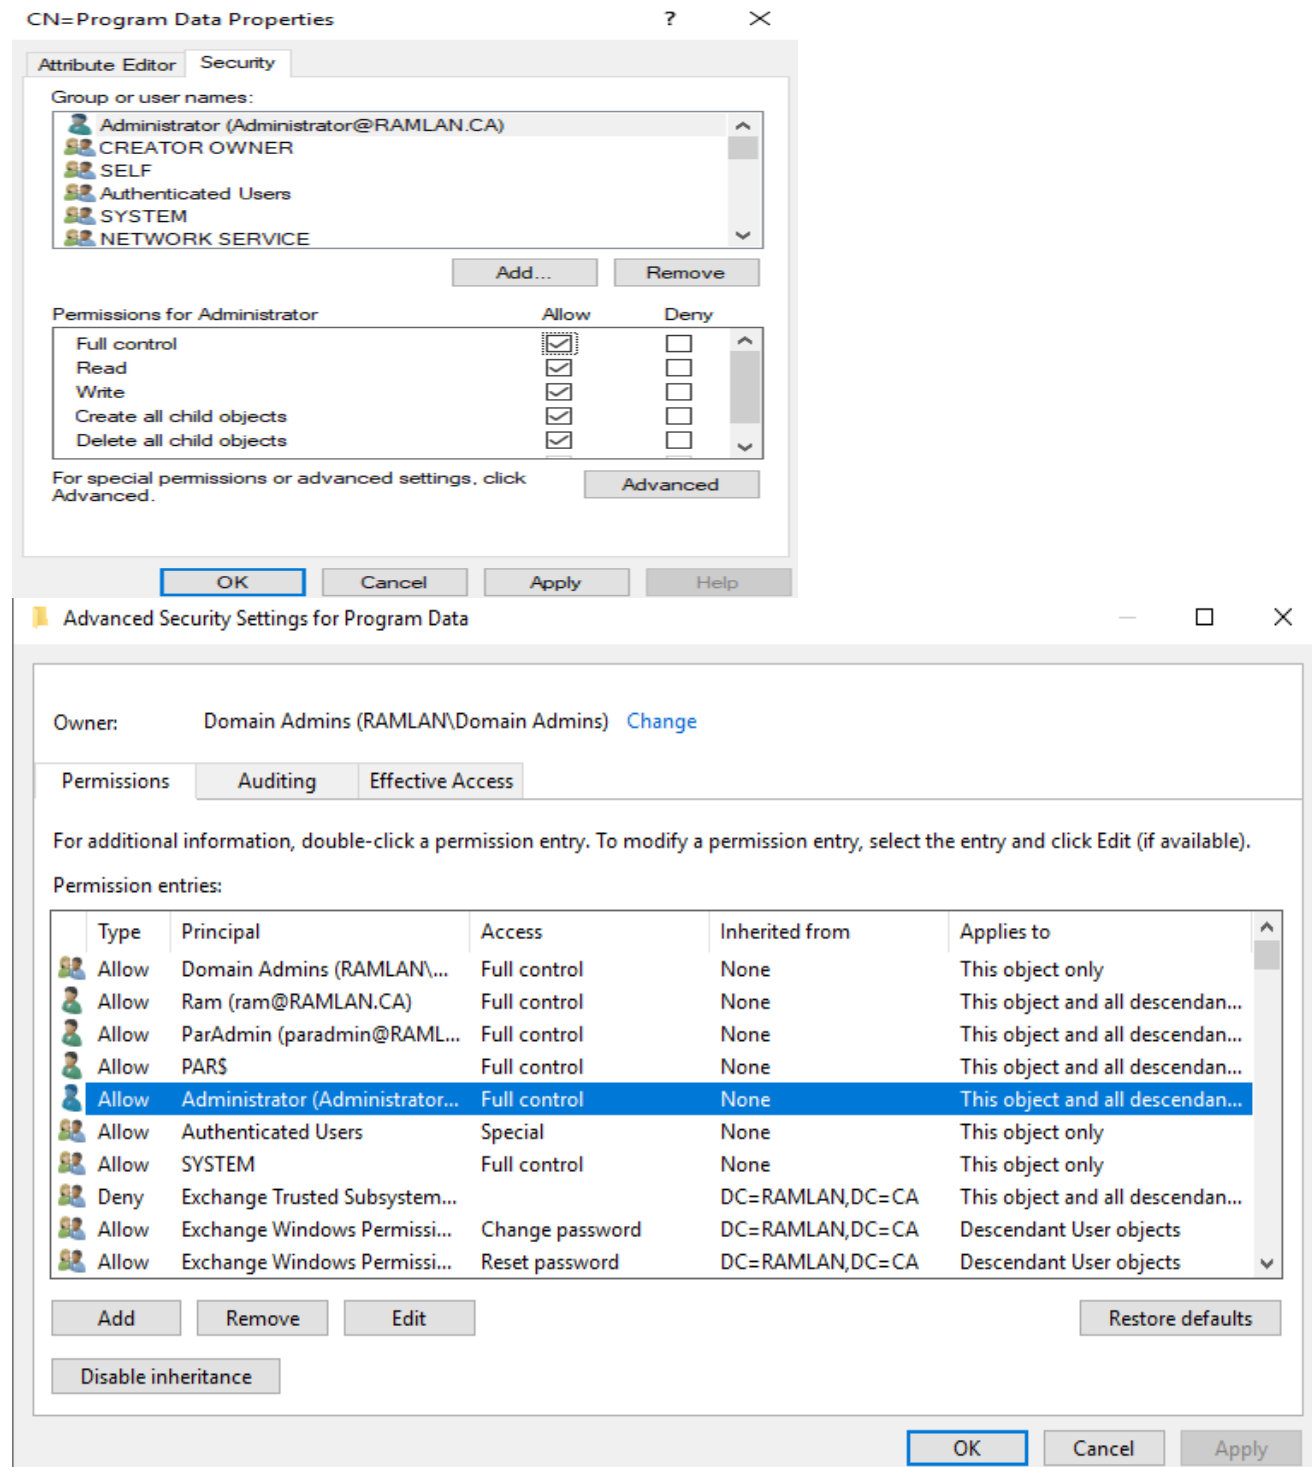 CN=Program Data Properties ?
Attribute Editor Security
Group or user names:
Administrator (Administrator@RAMLAN.CA)
CREATOR OWNER
SELF
Authenticated Users
SYSTEM
NETWORK SERVICE
Add... Remove
Permissions for Administrator Allow Deny
Full control
Read
Write
Create all child objects
Delete all child objects
For special permissions or advanced settings, click
Advanced.
Advanced
OK Cancel Apply Help
Advanced Security Settings for Program Data
Owner: Domain Admins (RAMLAN\Domain Admins) Change
Permissions Auditing Effective Access
For additional information, double-click a permission entry. To modify a permission entry, select the entry and click Edit (if available).
Permission entries:
Type Principal Access Inherited from Applies to
Allow Domain Admins (RAMLAN\... Full control None This object only
Allow Ram (ram@RAMLAN.CA) Full control None This object and all descendan...
Allow ParAdmin (paradmin@RAML... Full control None This object and all descendan...
Allow PAR$ Full control None This object and all descendan...
Allow Administrator (Administrator... Full control None This object and all descendan...
Allow Authenticated Users Special None This object only
Allow SYSTEM Full control None This object only
Deny Exchange Trusted Subsystem... DC=RAMLAN,DC=CA This object and all descendan...
Allow Exchange Windows Permissi... Change password DC=RAMLAN,DC=CA Descendant User objects
Allow Exchange Windows Permissi... Reset password DC=RAMLAN,DC=CA Descendant User objects
Add Remove Edit Restore defaults
Disable inheritance
OK Cancel Apply